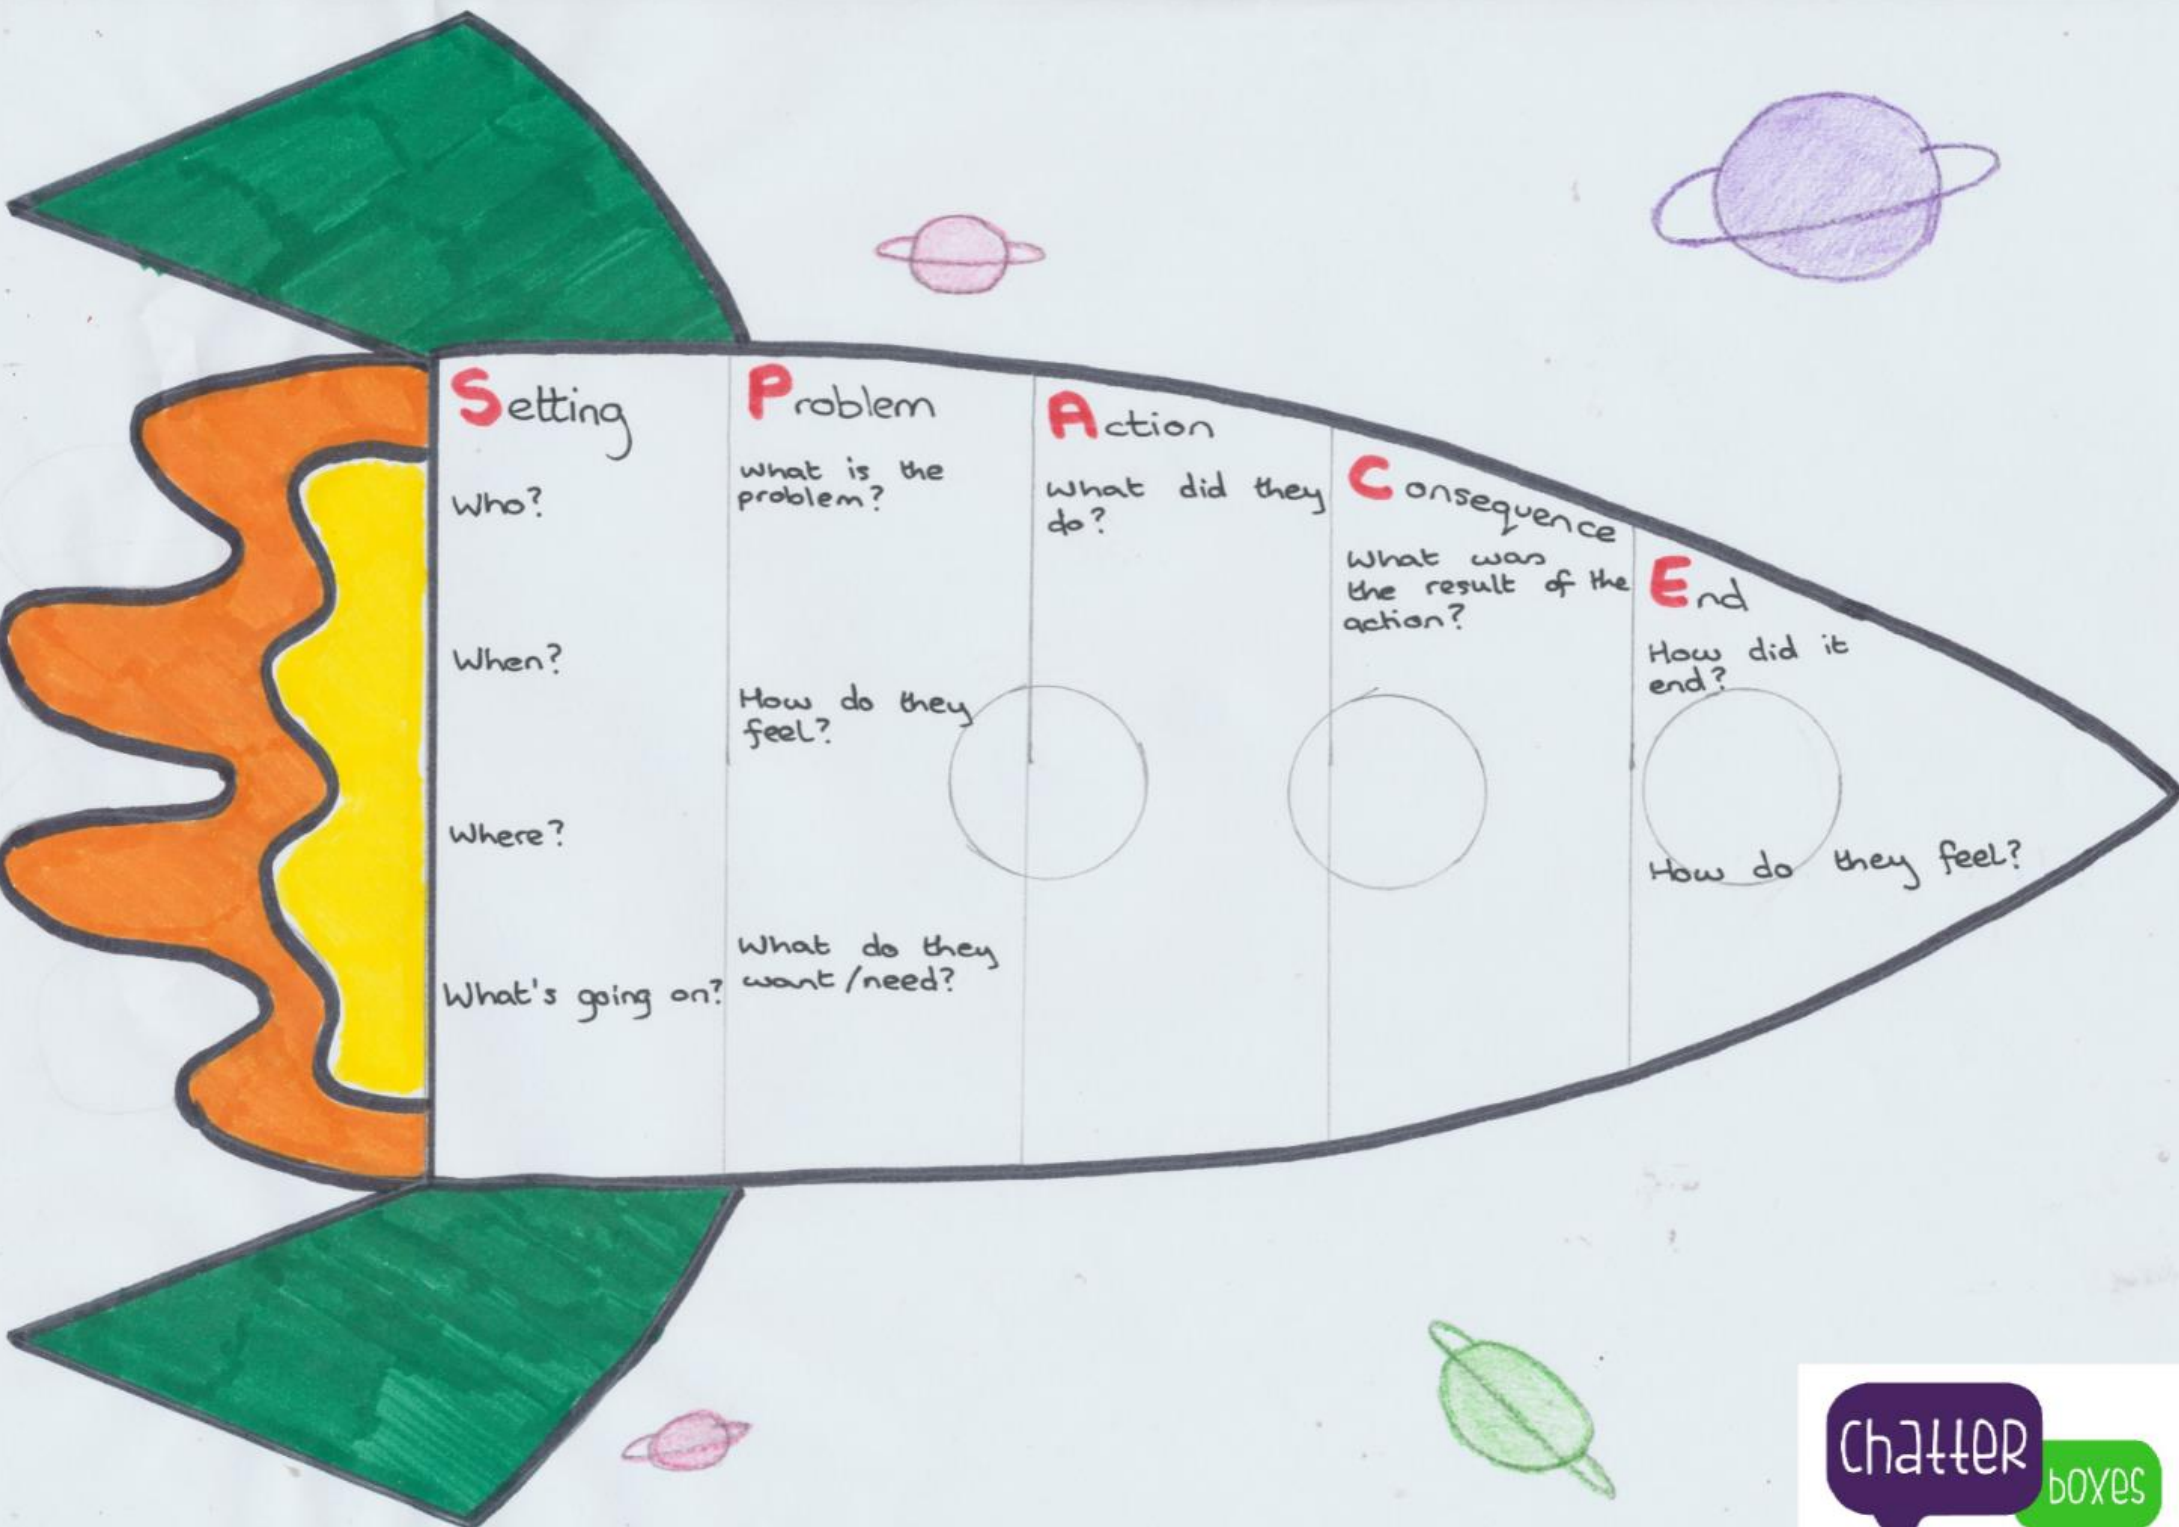 Setting
Who?
When?
Where?
What's going on?
Problem
What is the
problem?
How do they
feel?
What do they
want/need?
Action
What did they
do?
Consequence
What was
the result of the
action?
End
How did it
end?
How do they feel?
Chatter
boxes